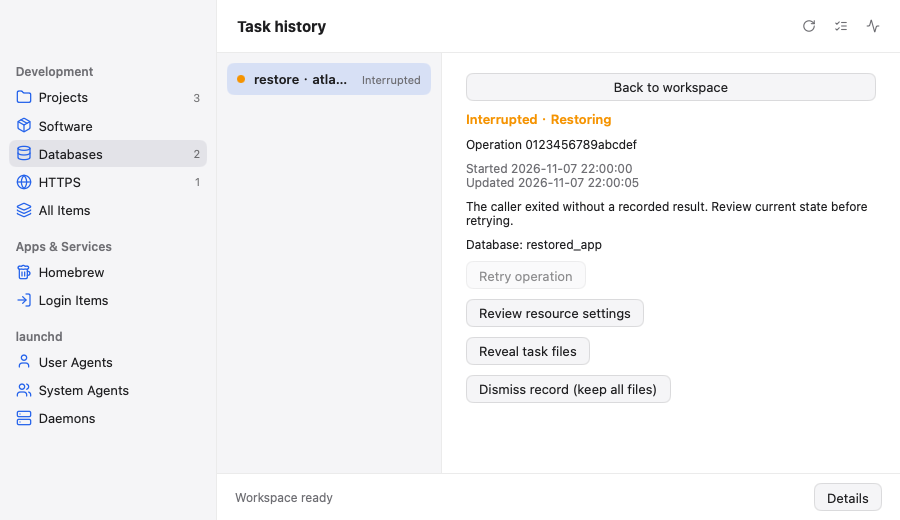 Task history
Development
Projects 3
Software
Databases 2
HTTPS 1
All Items
Apps & Services
Homebrew
Login Items
launchd
User Agents
System Agents
Daemons
restore · atla... Interrupted
Back to workspace
Interrupted · Restoring
Operation 0123456789abcdef
Started 2026-11-07 22:00:00
Updated 2026-11-07 22:00:05
The caller exited without a recorded result. Review current state before
retrying.
Database: restored_app
Retry operation
Review resource settings
Reveal task files
Dismiss record (keep all files)
Workspace ready
Details